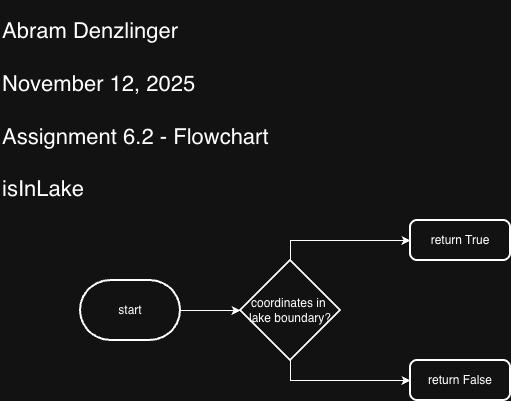 Abram Denzlinger
November 12, 2025
Assignment 6.2 - Flowchart
isInLake
return True
start
coordinates in
lake boundary?
return False